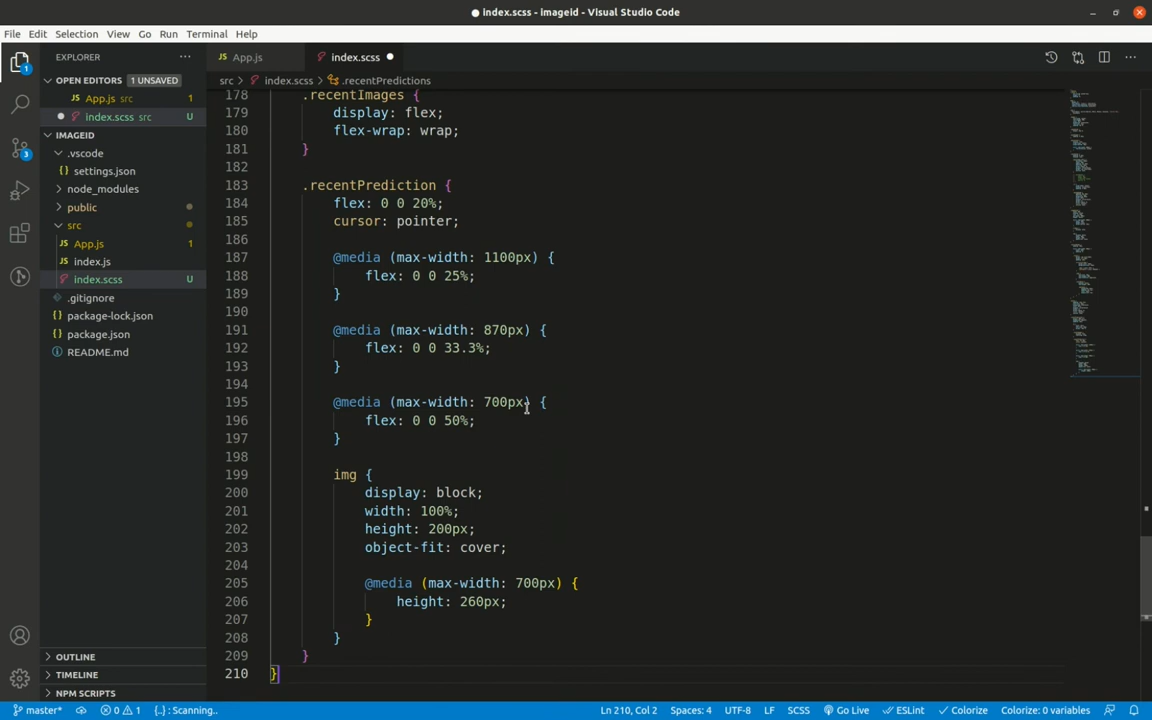 ● index.scss - imageid - Visual Studio Code
File Edit Selection View Go Run Terminal Help
EXPLORER
App.js
index.scss
OPEN EDITORS 1 UNSAVED
src > index.scss > .recentPredictions
App.js src 1
index.scss src U
IMAGEID
.vscode
settings.json
node_modules
public
src
App.js 1
index.js
index.scss U
.gitignore
package-lock.json
package.json
README.md
OUTLINE
TIMELINE
NPM SCRIPTS
1
3
178 .recentImages {
179 display: flex;
180 flex-wrap: wrap;
181 }
182
183 .recentPrediction {
184 flex: 0 0 20%;
185 cursor: pointer;
186
187 @media (max-width: 1100px) {
188 flex: 0 0 25%;
189 }
190
191 @media (max-width: 870px) {
192 flex: 0 0 33.3%;
193 }
194
195 @media (max-width: 700px) {
196 flex: 0 0 50%;
197 }
198
199 img {
200 display: block;
201 width: 100%;
202 height: 200px;
203 object-fit: cover;
204
205 @media (max-width: 700px) {
206 height: 260px;
207 }
208 }
209 }
210 }
master* 0 1 {..} : Scanning.. Ln 210, Col 2 Spaces: 4 UTF-8 LF SCSS Go Live ESLint Colorize Colorize: 0 variables